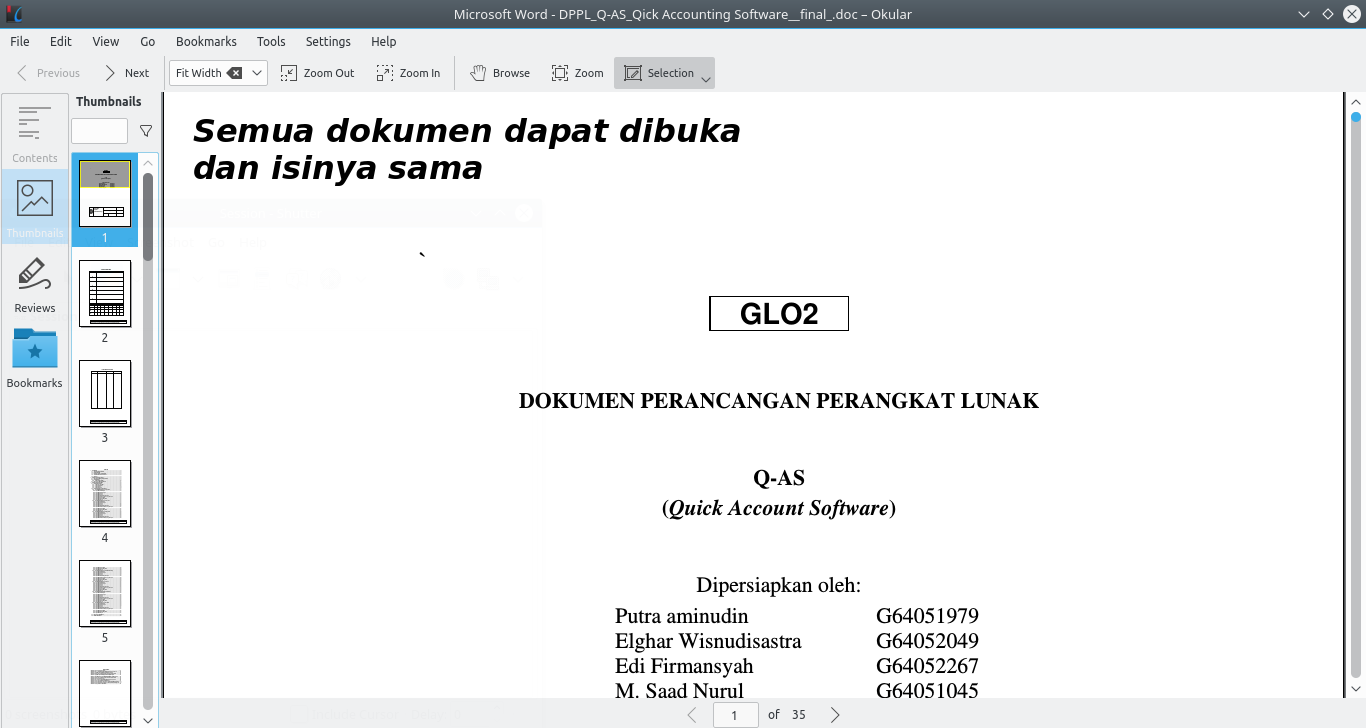 Microsoft Word - DPPL_Q-AS_Qick Accounting Software__final_.doc – Okular
File Edit View Go Bookmarks Tools Settings Help
Previous Next Fit Width Zoom Out Zoom In Browse Zoom Selection
Contents
Thumbnails
Reviews
Bookmarks
Thumbnails
1
2
3
4
5
Semua dokumen dapat dibuka
dan isinya sama
`
GLO2
DOKUMEN PERANCANGAN PERANGKAT LUNAK
Q-AS
(Quick Account Software)
Dipersiapkan oleh:
Putra aminudin G64051979
Elghar Wisnudisastra G64052049
Edi Firmansyah G64052267
M. Saad Nurul G64051045
1 of 35